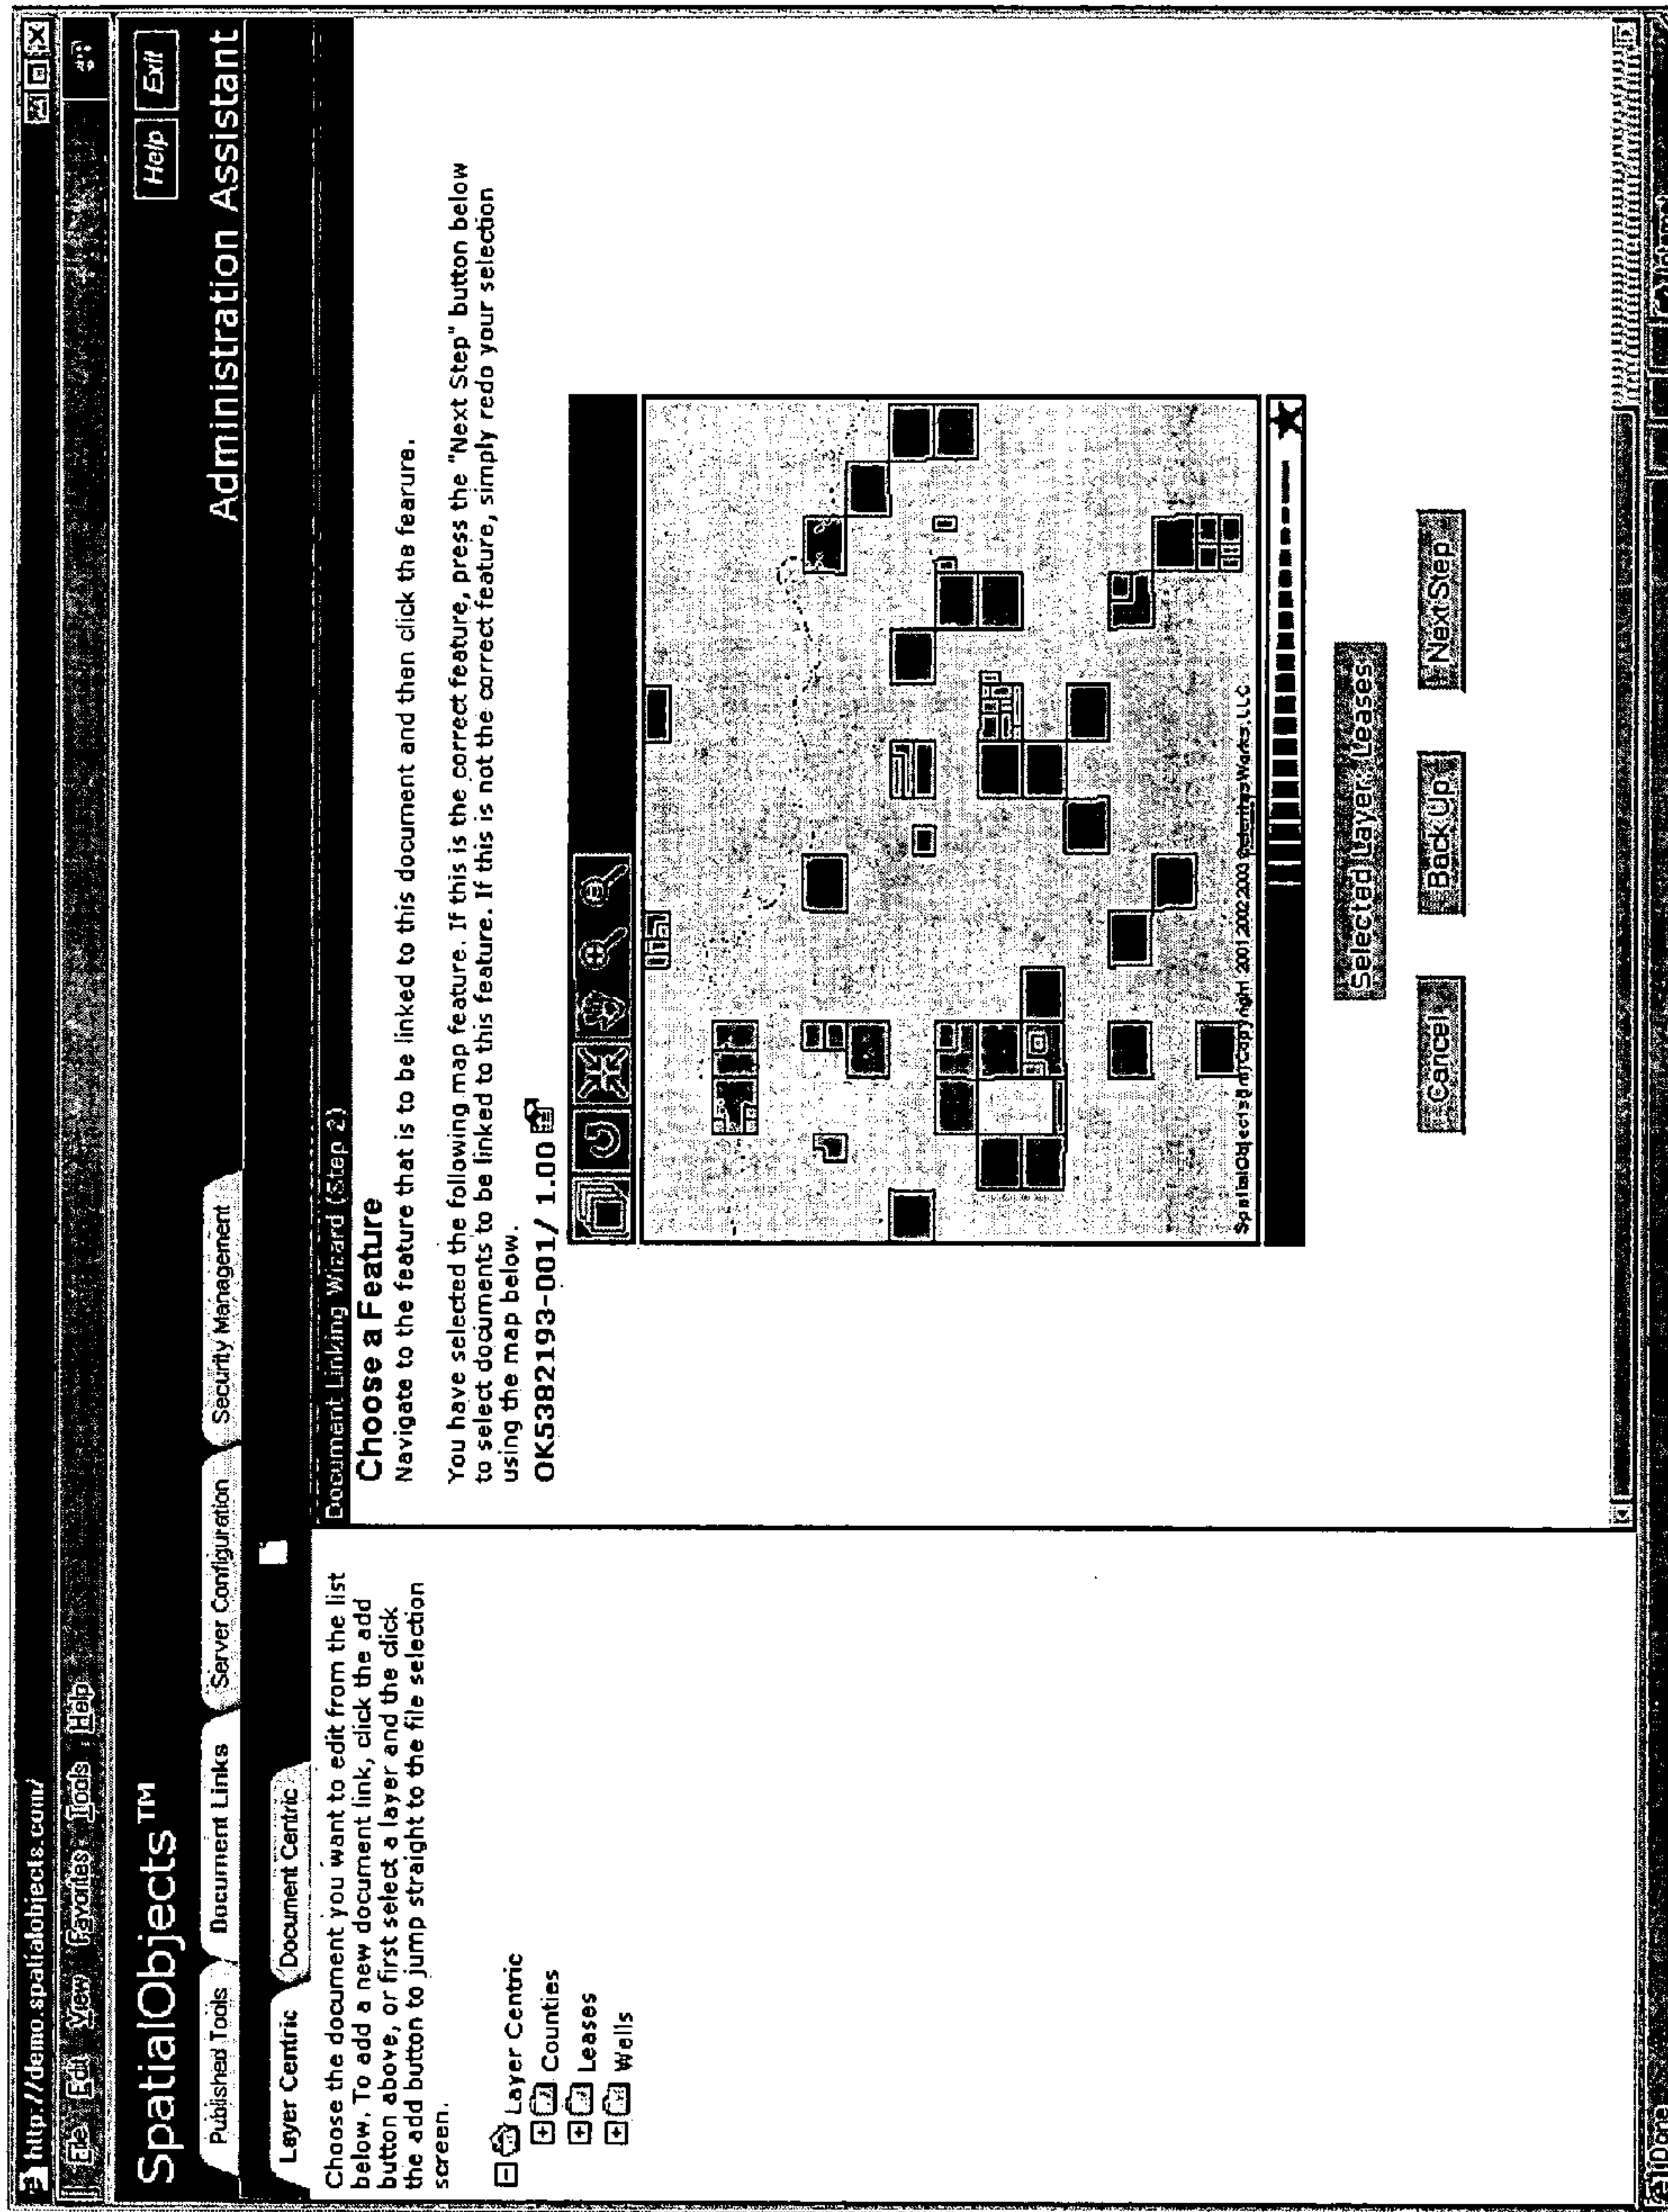 http://demo.spatialobjects.com/
File Edit View Favorites Tools Help
SpatialObjects™
Help Exit
Administration Assistant
Published Tools Document Links Server Configuration Security Management
Layer Centric Document Centric
Choose the document you want to edit from the list
below. To add a new document link, click the add
button above, or first select a layer and the click
the add button to jump straight to the file selection
screen.
Layer Centric
Counties
Leases
Wells
Document Linking Wizard (Step 2)
Choose a Feature
Navigate to the feature that is to be linked to this document and then click the fearure.
You have selected the following map feature. If this is the correct feature, press the "Next Step" button below
to select documents to be linked to this feature. If this is not the correct feature, simply redo your selection
using the map below.
OK5382193-001/ 1.00
Copyright 2001 2002 2003
LLC
Selected Layer: Leases
Cancel Back Up Next Step
Done Internet